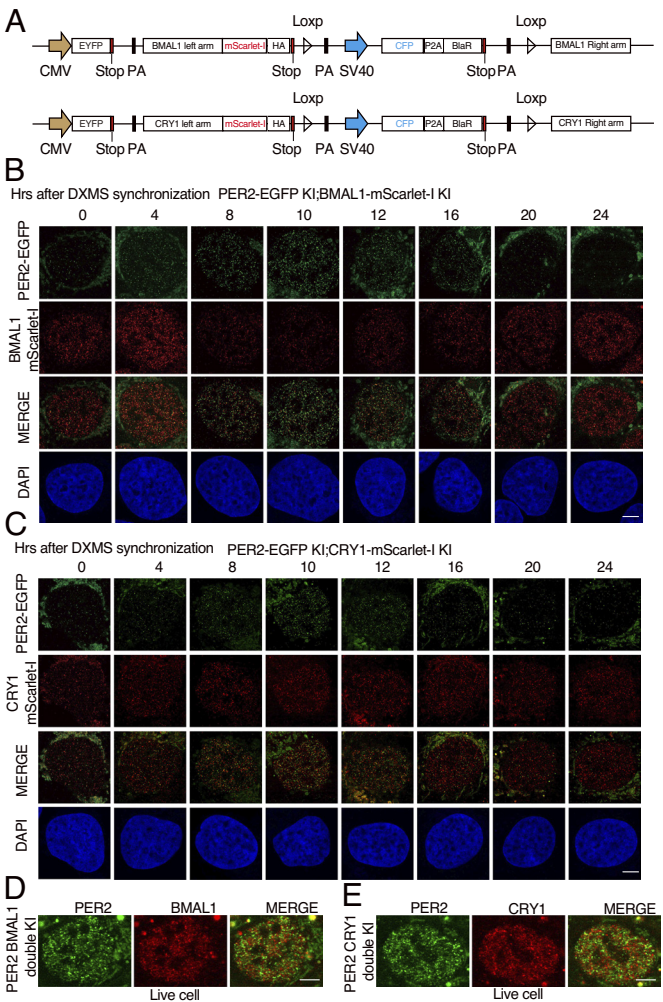 A
Loxp Loxp
EYFP BMAL1 left arm mScarlet-I HA CFP P2A BlaR BMAL1 Right arm
CMV Stop PA Stop PA SV40 Stop PA
Loxp Loxp
EYFP CRY1 left arm mScarlet-I HA CFP P2A BlaR CRY1 Right arm
CMV Stop PA Stop PA SV40 Stop PA
B
Hrs after DXMS synchronization PER2-EGFP KI;BMAL1-mScarlet-I KI
0 4 8 10 12 16 20 24
PER2-EGFP
BMAL1
mScarlet-I
MERGE
DAPI
C
Hrs after DXMS synchronization PER2-EGFP KI;CRY1-mScarlet-I KI
0 4 8 10 12 16 20 24
PER2-EGFP
CRY1
mScarlet-I
MERGE
DAPI
D
PER2 BMAL1 MERGE
PER2 BMAL1
double KI
Live cell
E
PER2 CRY1 MERGE
PER2 CRY1
double KI
Live cell